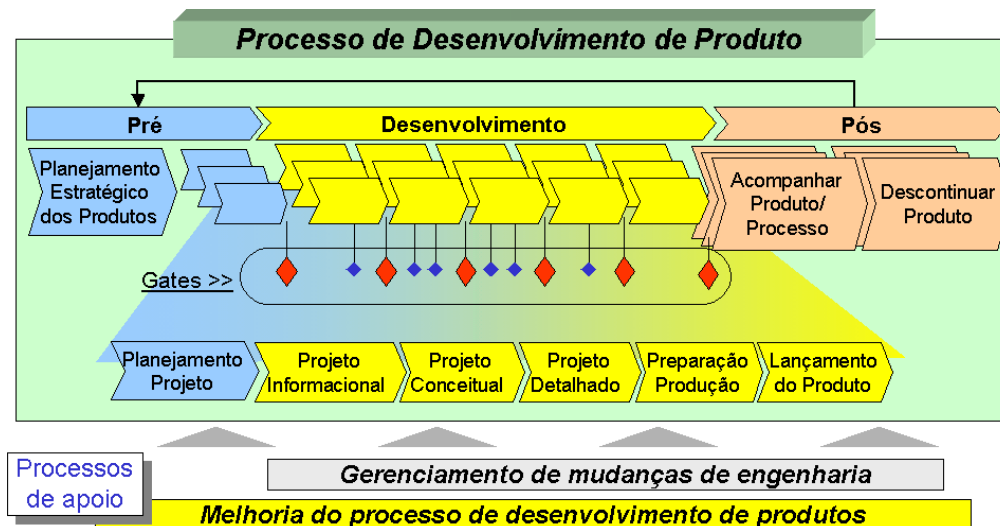 Processo de Desenvolvimento de Produto
Pré
Desenvolvimento
Pós
Planejamento
Estratégico
dos Produtos
Acompanhar
Produto/
Processo
Descontinuar
Produto
Gates >>
Planejamento
Projeto
Projeto
Informacional
Projeto
Conceitual
Projeto
Detalhado
Preparação
Produção
Lançamento
do Produto
Processos
de apoio
Gerenciamento de mudanças de engenharia
Melhoria do processo de desenvolvimento de produtos